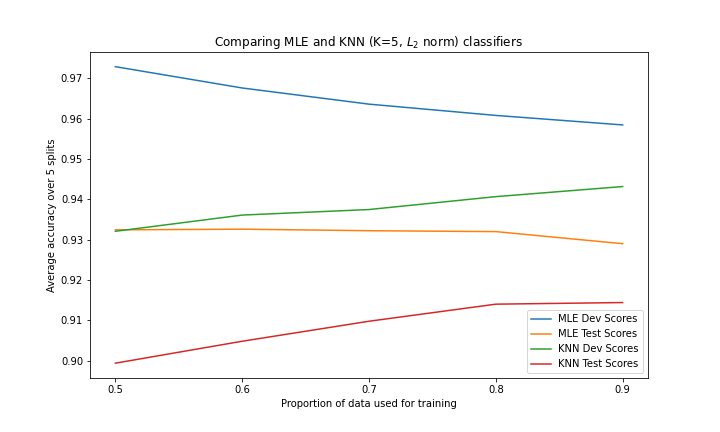 Comparing MLE and KNN (K=5, L₂ norm) classifiers
Average accuracy over 5 splits
0.97
0.96
0.95
0.94
0.93
0.92
0.91
0.90
0.5 0.6 0.7 0.8 0.9
Proportion of data used for training
MLE Dev Scores
MLE Test Scores
KNN Dev Scores
KNN Test Scores